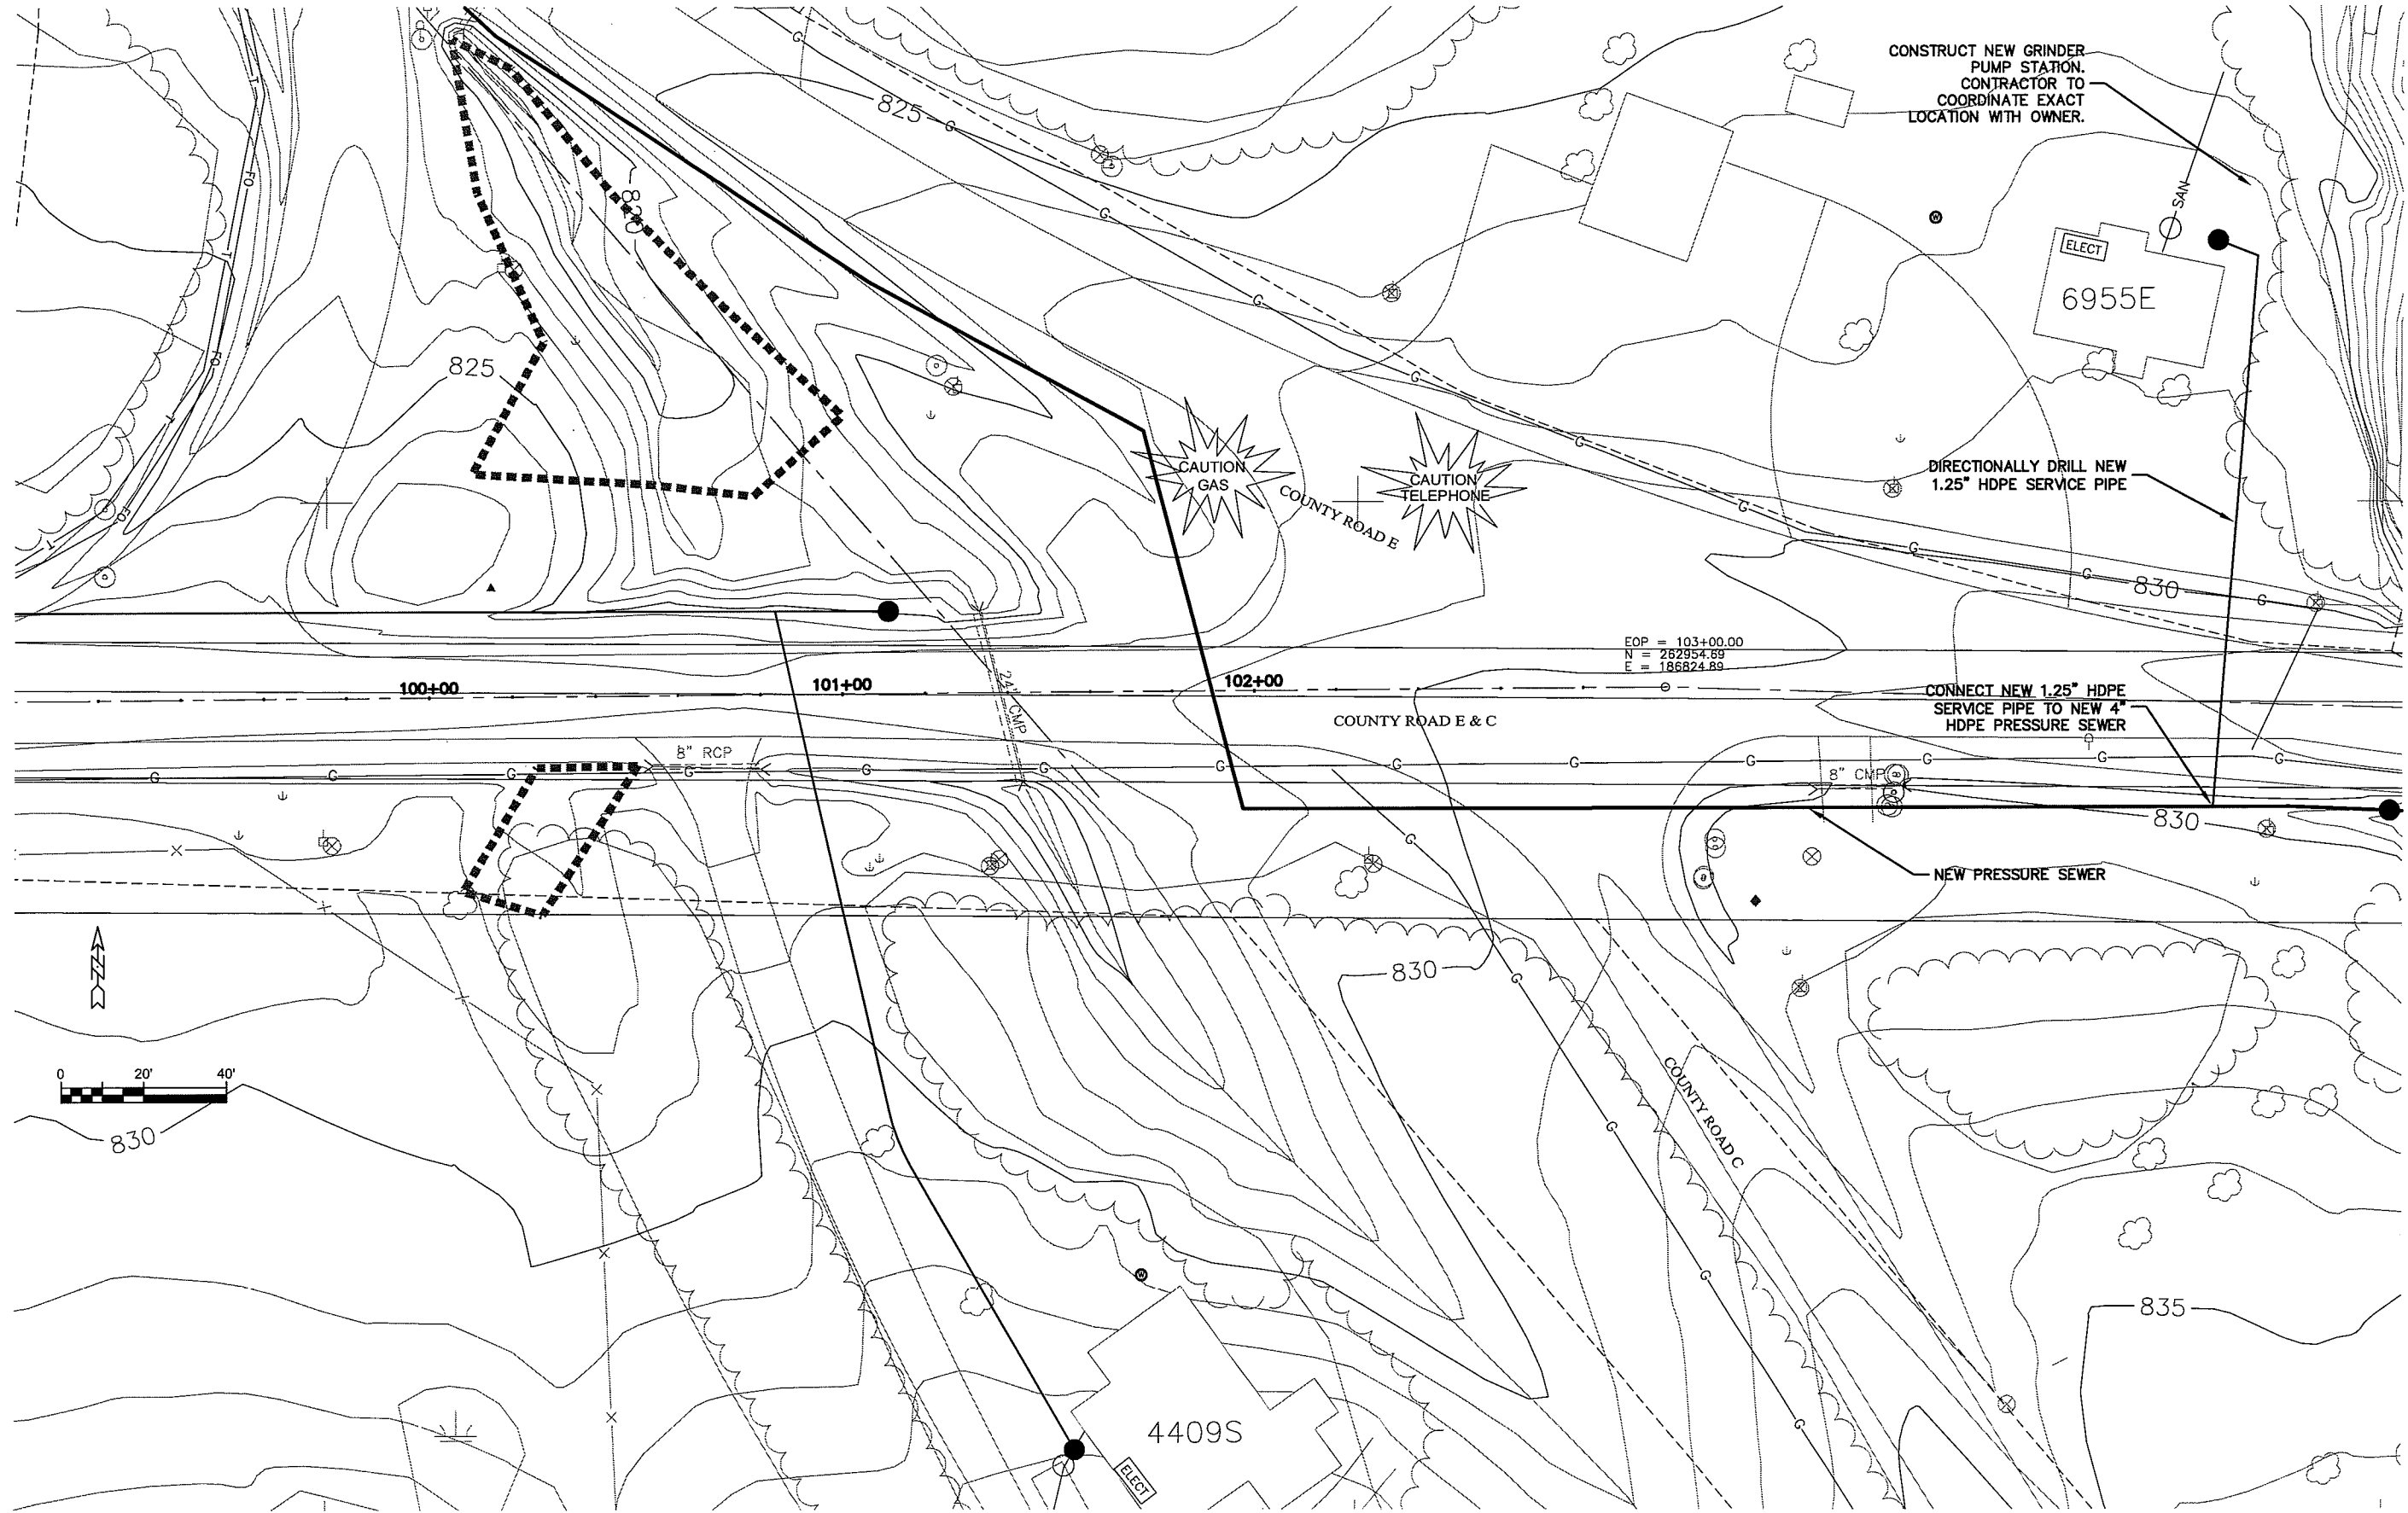 CONSTRUCT NEW GRINDER
PUMP STATION.
CONTRACTOR TO
COORDINATE EXACT
LOCATION WITH OWNER.
825
G
G
T
FO
820
SAN
G
W
ELECT
6955E
T
G
FO
825
G
T
G
CAUTION
GAS
CAUTION
TELEPHONE
COUNTY ROAD E
DIRECTIONALLY DRILL NEW
1.25" HDPE SERVICE PIPE
G
FO
T
G
G
830
G
EOP = 103+00.00
N = 262954.69
E = 186824.89
100+00
101+00
102+00
24" CMP
COUNTY ROAD E & C
CONNECT NEW 1.25" HDPE
SERVICE PIPE TO NEW 4"
HDPE PRESSURE SEWER
8" RCP
G
G
G
G
G
G
G
G
G
G
G
G
G
8" CMP
830
G
NEW PRESSURE SEWER
N
830
G
0
20'
40'
COUNTY ROAD C
830
G
W
G
835
4409S
G
ELECT